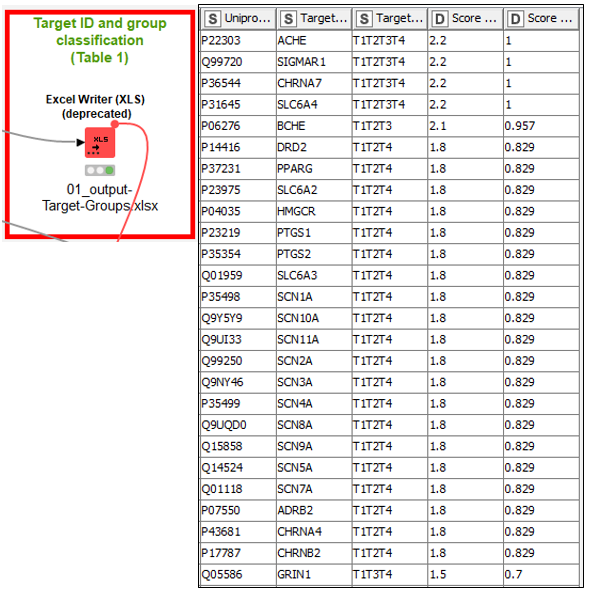 Target ID and group
classification
(Table 1)
Excel Writer (XLS)
(deprecated)
XLS
01_output-
Target-Groups/xlsx
S Unipro... S Target... S Target... D Score ... D Score ...
P22303 ACHE T1T2T3T4 2.2 1
Q99720 SIGMAR1 T1T2T3T4 2.2 1
P36544 CHRNA7 T1T2T3T4 2.2 1
P31645 SLC6A4 T1T2T3T4 2.2 1
P06276 BCHE T1T2T3 2.1 0.957
P14416 DRD2 T1T2T4 1.8 0.829
P37231 PPARG T1T2T4 1.8 0.829
P23975 SLC6A2 T1T2T4 1.8 0.829
P04035 HMGCR T1T2T4 1.8 0.829
P23219 PTGS1 T1T2T4 1.8 0.829
P35354 PTGS2 T1T2T4 1.8 0.829
Q01959 SLC6A3 T1T2T4 1.8 0.829
P35498 SCN1A T1T2T4 1.8 0.829
Q9Y5Y9 SCN10A T1T2T4 1.8 0.829
Q9UI33 SCN11A T1T2T4 1.8 0.829
Q99250 SCN2A T1T2T4 1.8 0.829
Q9NY46 SCN3A T1T2T4 1.8 0.829
P35499 SCN4A T1T2T4 1.8 0.829
Q9UQD0 SCN8A T1T2T4 1.8 0.829
Q15858 SCN9A T1T2T4 1.8 0.829
Q14524 SCN5A T1T2T4 1.8 0.829
Q01118 SCN7A T1T2T4 1.8 0.829
P07550 ADRB2 T1T2T4 1.8 0.829
P43681 CHRNA4 T1T2T4 1.8 0.829
P17787 CHRNB2 T1T2T4 1.8 0.829
Q05586 GRIN1 T1T3T4 1.5 0.7